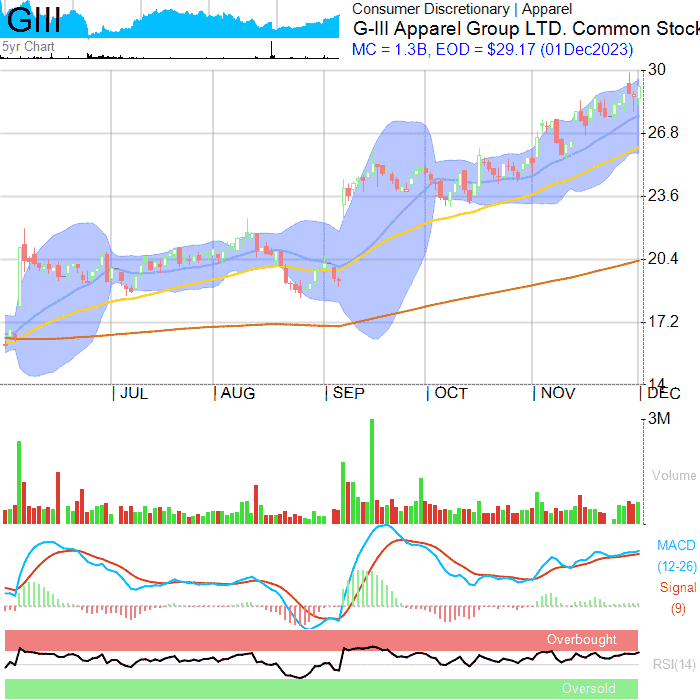 GIII
Consumer Discretionary | Apparel
G-III Apparel Group LTD. Common Stock
5yr Chart
MC = 1.3B, EOD = $29.17 (01Dec2023)
30
26.8
23.6
20.4
17.2
14
JUL AUG SEP OCT NOV DEC
3M
Volume
MACD
(12-26)
Signal
(9)
Overbought
RSI(14)
Oversold